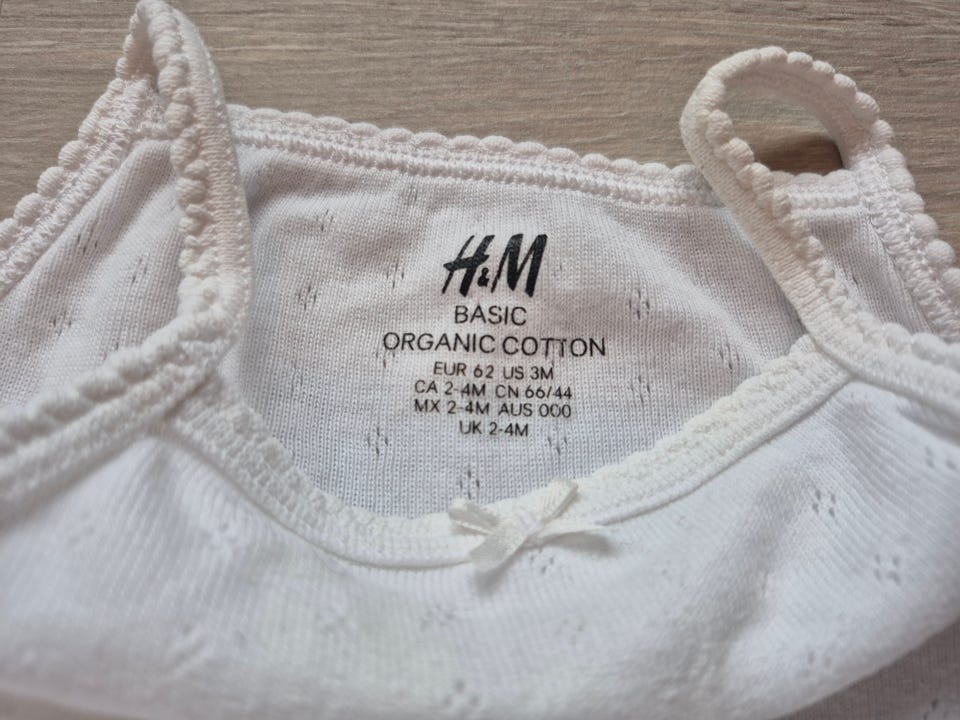 H&M
BASIC
ORGANIC COTTON
EUR 62 US 3M
CA 2-4M CN 66/44
MX 2-4M AUS 000
UK 2-4M